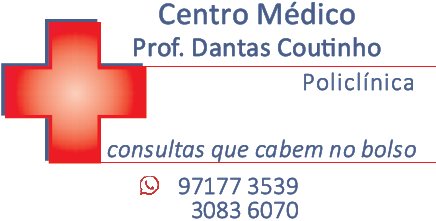 Centro Médico
Prof. Dantas Coutinho
Policlínica
consultas que cabem no bolso
97177 3539
3083 6070